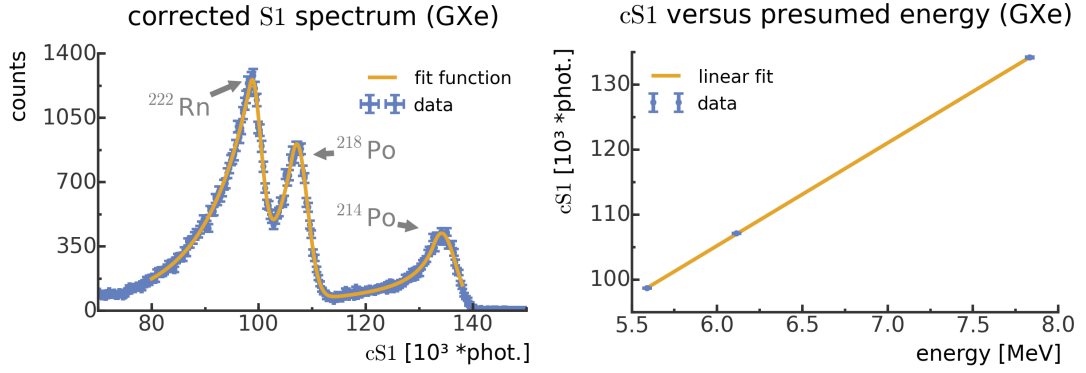 corrected S1 spectrum (GXe)
counts
1400
1050
700
350
0
80
100
120
140
cS1 [10³ *phot.]
fit function
data
²²²Rn
²¹⁸Po
²¹⁴Po
cS1 versus presumed energy (GXe)
cS1 [10³ *phot.]
130
120
110
100
5.5
6.0
6.5
7.0
7.5
8.0
energy [MeV]
linear fit
data